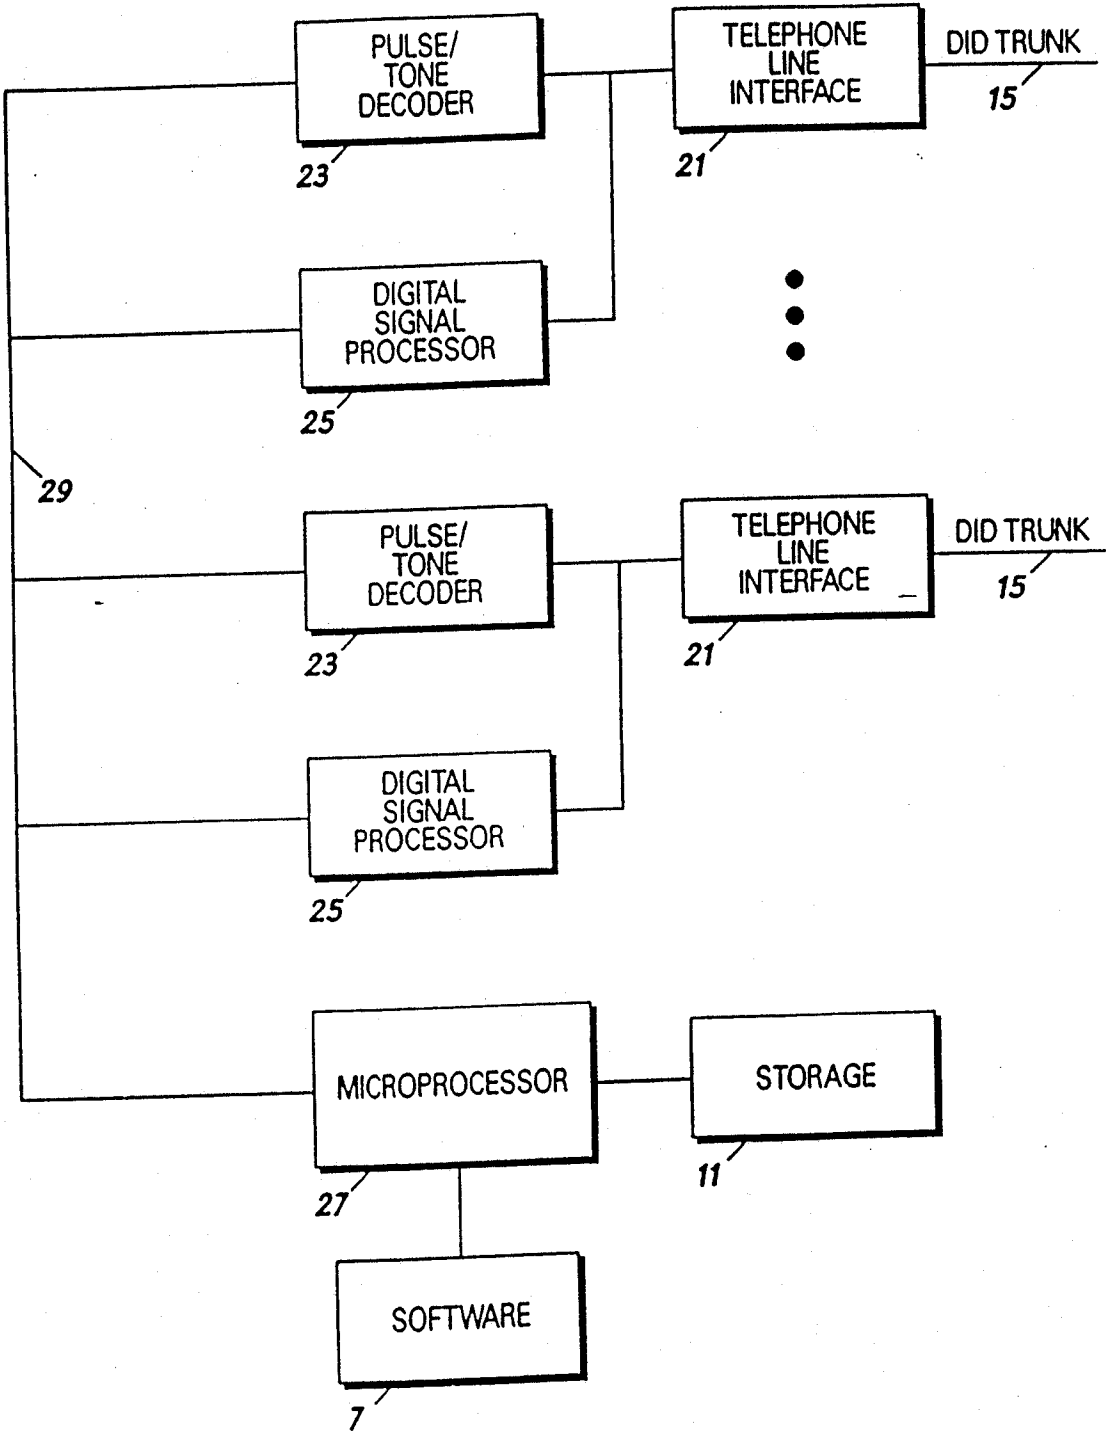 PULSE/
TONE
DECODER
23
TELEPHONE
LINE
INTERFACE
21
DID TRUNK
15
DIGITAL
SIGNAL
PROCESSOR
25
29
PULSE/
TONE
DECODER
23
TELEPHONE
LINE
INTERFACE
21
DID TRUNK
15
DIGITAL
SIGNAL
PROCESSOR
25
MICROPROCESSOR
27
STORAGE
11
SOFTWARE
7